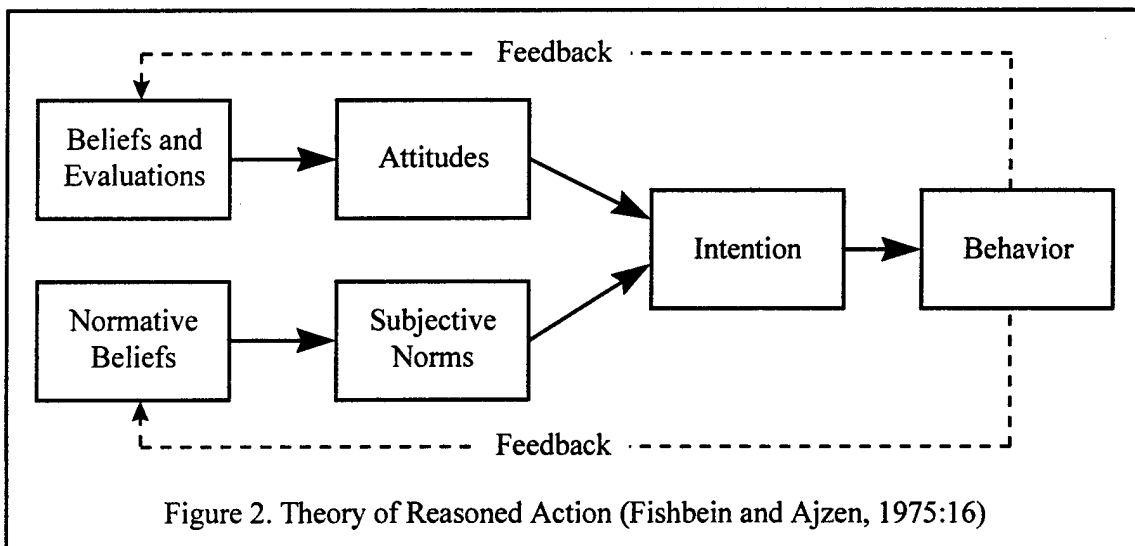 Feedback
Beliefs and
Evaluations
Attitudes
Intention
Behavior
Normative
Beliefs
Subjective
Norms
Feedback
Figure 2. Theory of Reasoned Action (Fishbein and Ajzen, 1975:16)